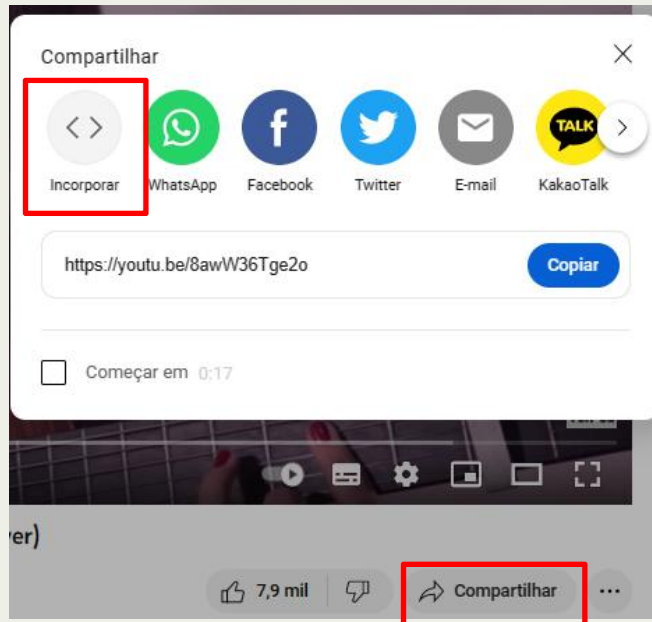 Compartilhar
TALK
Incorporar WhatsApp Facebook Twitter E-mail KakaoTalk
https://youtu.be/8awW36Tge2o Copiar
Começar em 0:17
er)
7,9 mil Compartilhar